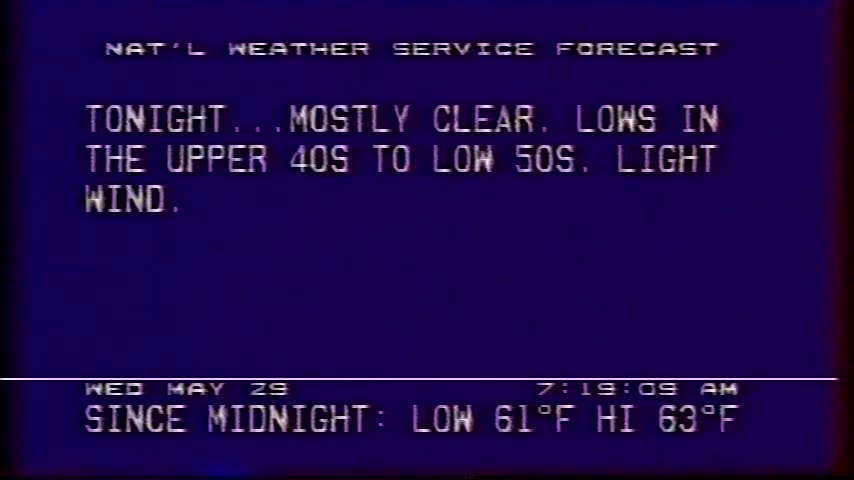 NAT'L WEATHER SERVICE FORECAST
TONIGHT...MOSTLY CLEAR. LOWS IN
THE UPPER 40S TO LOW 50S. LIGHT
WIND.
WED MAY 29 7:19:09 AM
SINCE MIDNIGHT: LOW 61°F HI 63°F